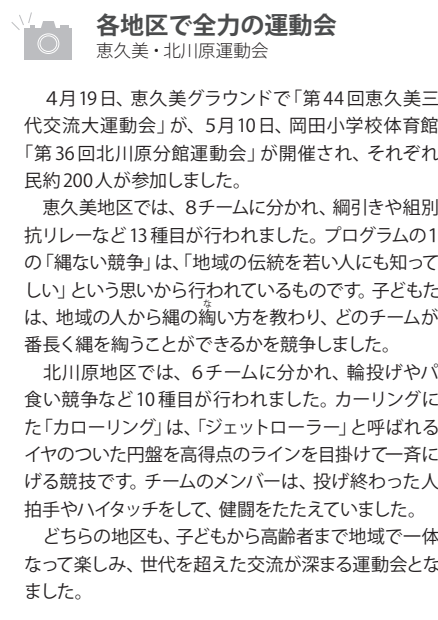 各地区で全力の運動会
恵久美・北川原運動会
４月19日、恵久美グラウンドで「第44回恵久美三
代交流大運動会」が、５月10日、岡田小学校体育館
「第36回北川原分館運動会」が開催され、それぞれ
民約200人が参加しました。
恵久美地区では、８チームに分かれ、綱引きや組別
抗リレーなど13種目が行われました。プログラムの1
の「縄ない競争」は、「地域の伝統を若い人にも知って
しい」という思いから行われているものです。子どもた
は、地域の人から縄の綯い方を教わり、どのチームが
番長く縄を綯うことができるかを競争しました。
北川原地区では、６チームに分かれ、輪投げやパ
食い競争など10種目が行われました。カーリングに
た「カローリング」は、「ジェットローラー」と呼ばれる
イヤのついた円盤を高得点のラインを目掛けて一斉に
げる競技です。チームのメンバーは、投げ終わった人
拍手やハイタッチをして、健闘をたたえていました。
どちらの地区も、子どもから高齢者まで地域で一体
なって楽しみ、世代を超えた交流が深まる運動会とな
ました。